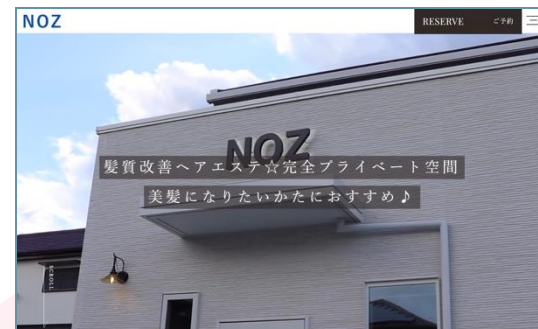 NOZ
RESERVE ご予約
NOZ
髪質改善ヘアエステ☆完全プライベート空間
美髪になりたいかたにおすすめ♪
SCROLL